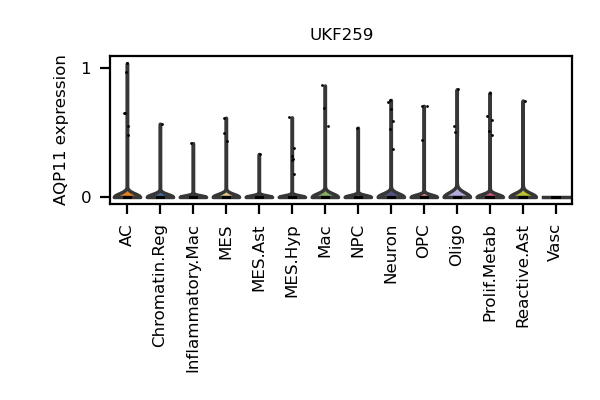 UKF259
AQP11 expression
1
0
AC
Chromatin.Reg
Inflammatory.Mac
MES
MES.Ast
MES.Hyp
Mac
NPC
Neuron
OPC
Oligo
Prolif.Metab
Reactive.Ast
Vasc